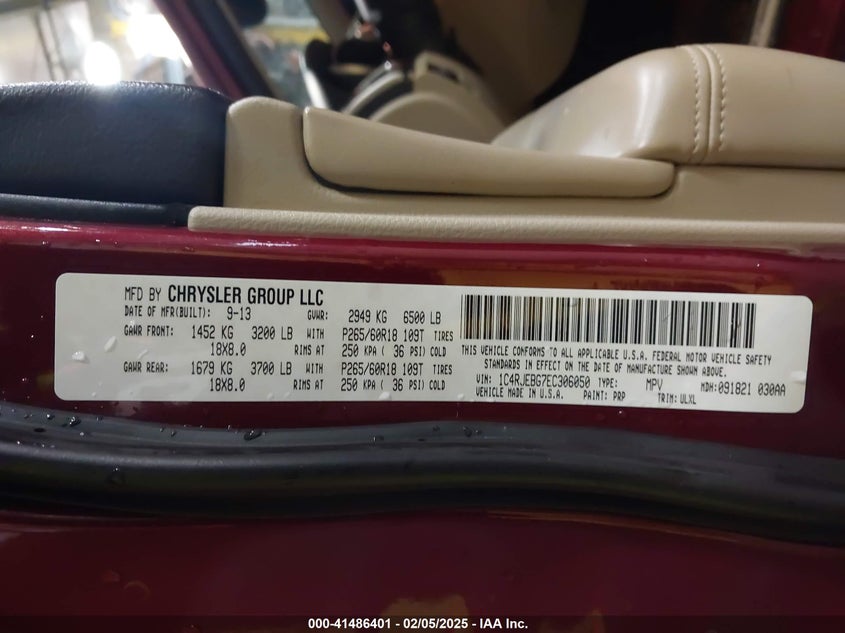 MFD BY CHRYSLER GROUP LLC
DATE OF MFR(BUILT): 9-13 GVWR: 2949 KG 6500 LB
GAWR FRONT: 1452 KG 3200 LB WITH P265/60R18 109T TIRES
18X8.0 RIMS AT 250 KPA ( 36 PSI) COLD
GAWR REAR: 1679 KG 3700 LB WITH P265/60R18 109T TIRES
18X8.0 RIMS AT 250 KPA ( 36 PSI) COLD
THIS VEHICLE CONFORMS TO ALL APPLICABLE U.S.A. FEDERAL MOTOR VEHICLE SAFETY
STANDARDS IN EFFECT ON THE DATE OF MANUFACTURE SHOWN ABOVE.
VIN: 1C4RJEBG7EC306050 TYPE: MPV MDH:091821 030AA
VEHICLE MADE IN U.S.A. PAINT: PRP TRIM: ULXL
000-41486401 - 02/05/2025 - IAA Inc.